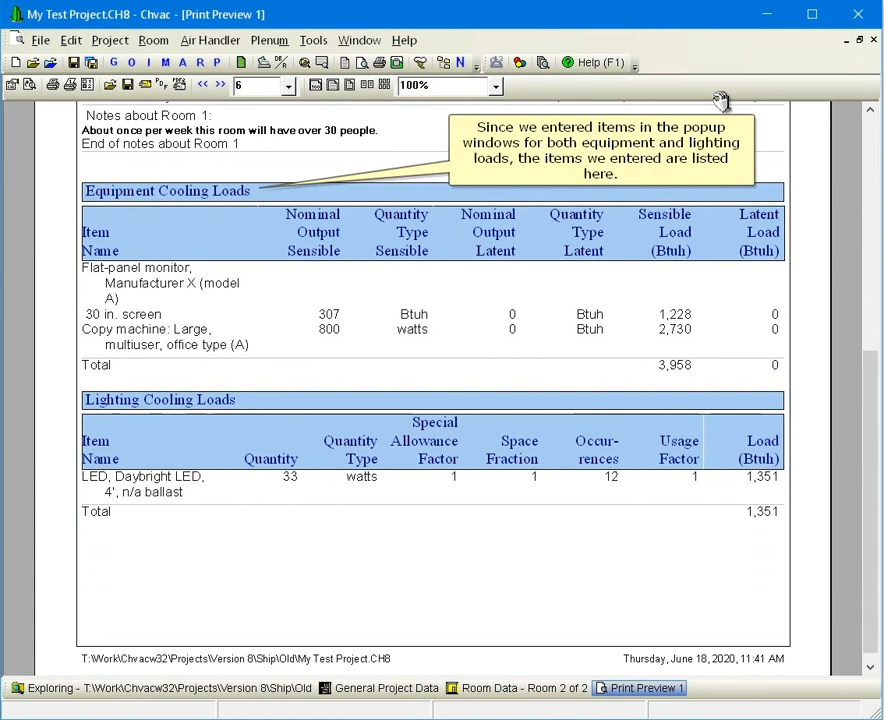 My Test Project.CH8 - Chvac - [Print Preview 1]
File Edit Project Room Air Handler Plenum Tools Window Help
G O I M A R P N Help (F1)
6 100%
Notes about Room 1:
About once per week this room will have over 30 people.
End of notes about Room 1
Since we entered items in the popup
windows for both equipment and lighting
loads, the items we entered are listed
here.
Equipment Cooling Loads
Nominal Quantity Nominal Quantity Sensible Latent
Item Output Type Output Type Load Load
Name Sensible Sensible Latent Latent (Btuh) (Btuh)
Flat-panel monitor,
Manufacturer X (model
A)
30 in. screen 307 Btuh 0 Btuh 1,228 0
Copy machine: Large, 800 watts 0 Btuh 2,730 0
multiuser, office type (A)
Total 3,958 0
Lighting Cooling Loads
Special
Item Quantity Allowance Space Occur- Usage Load
Name Quantity Type Factor Fraction rences Factor (Btuh)
LED, Daybright LED, 33 watts 1 1 12 1 1,351
4', n/a ballast
Total 1,351
T:\Work\Chvacw32\Projects\Version 8\Ship\Old\My Test Project.CH8 Thursday, June 18, 2020, 11:41 AM
Exploring - T:\Work\Chvacw32\Projects\Version 8\Ship\Old General Project Data Room Data - Room 2 of 2 Print Preview 1